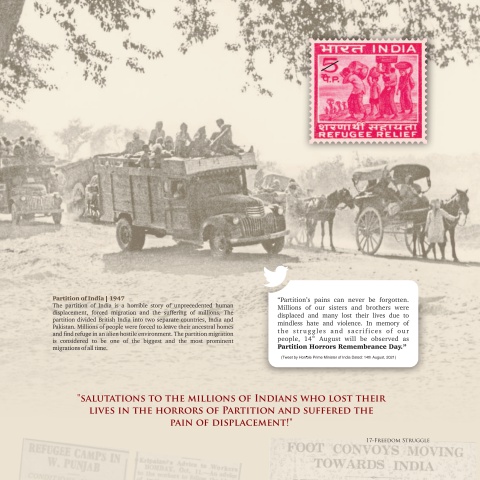 भारत INDIA
5
पै.P.
शरणार्थी सहायता
REFUGEE RELIEF
Partition of India | 1947
The partition of India is a horrible story of unprecedented human
displacement, forced migration and the suffering of millions. The
partition divided British India into two separate countries, India and
Pakistan. Millions of people were forced to leave their ancestral homes
and find refuge in an often hostile environment. The partition migration
is considered to be one of the biggest and the most prominent
migrations of all time.
"Partition's pains can never be forgotten.
Millions of our sisters and brothers were
displaced and many lost their lives due to
mindless hate and violence. In memory of
the struggles and sacrifices of our
people, 14th August will be observed as
Partition Horrors Remembrance Day."
(Tweet by Hon'ble Prime Minister of India Dated: 14th August, 2021)
"SALUTATIONS TO THE MILLIONS OF INDIANS WHO LOST THEIR
LIVES IN THE HORRORS OF PARTITION AND SUFFERED THE
PAIN OF DISPLACEMENT!"
17-FREEDOM STRUGGLE
REFUGEE CAMPS IN
W. PUNJAB
FOOT CONVOYS MOVING
TOWARDS INDIA